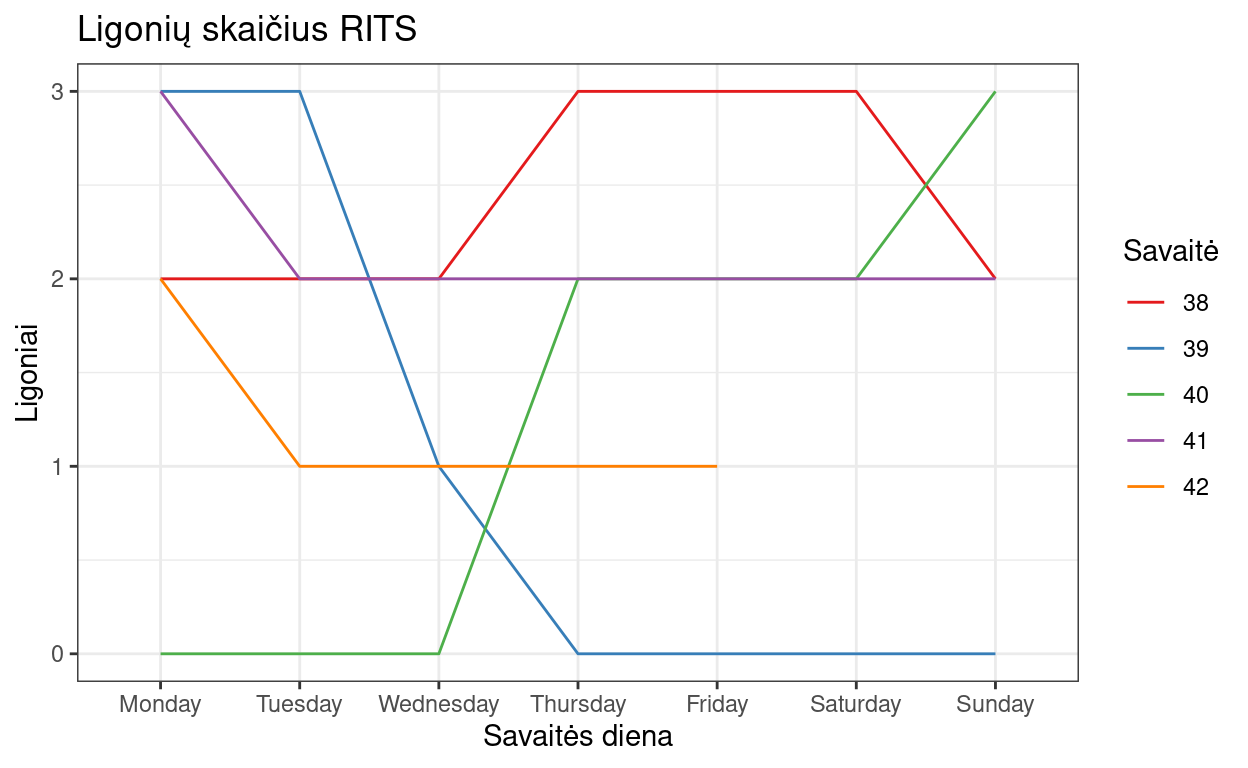 Ligonių skaičius RITS
3
2
1
0
Ligoniai
Monday Tuesday Wednesday Thursday Friday Saturday Sunday
Savaitės diena
Savaitė
38
39
40
41
42